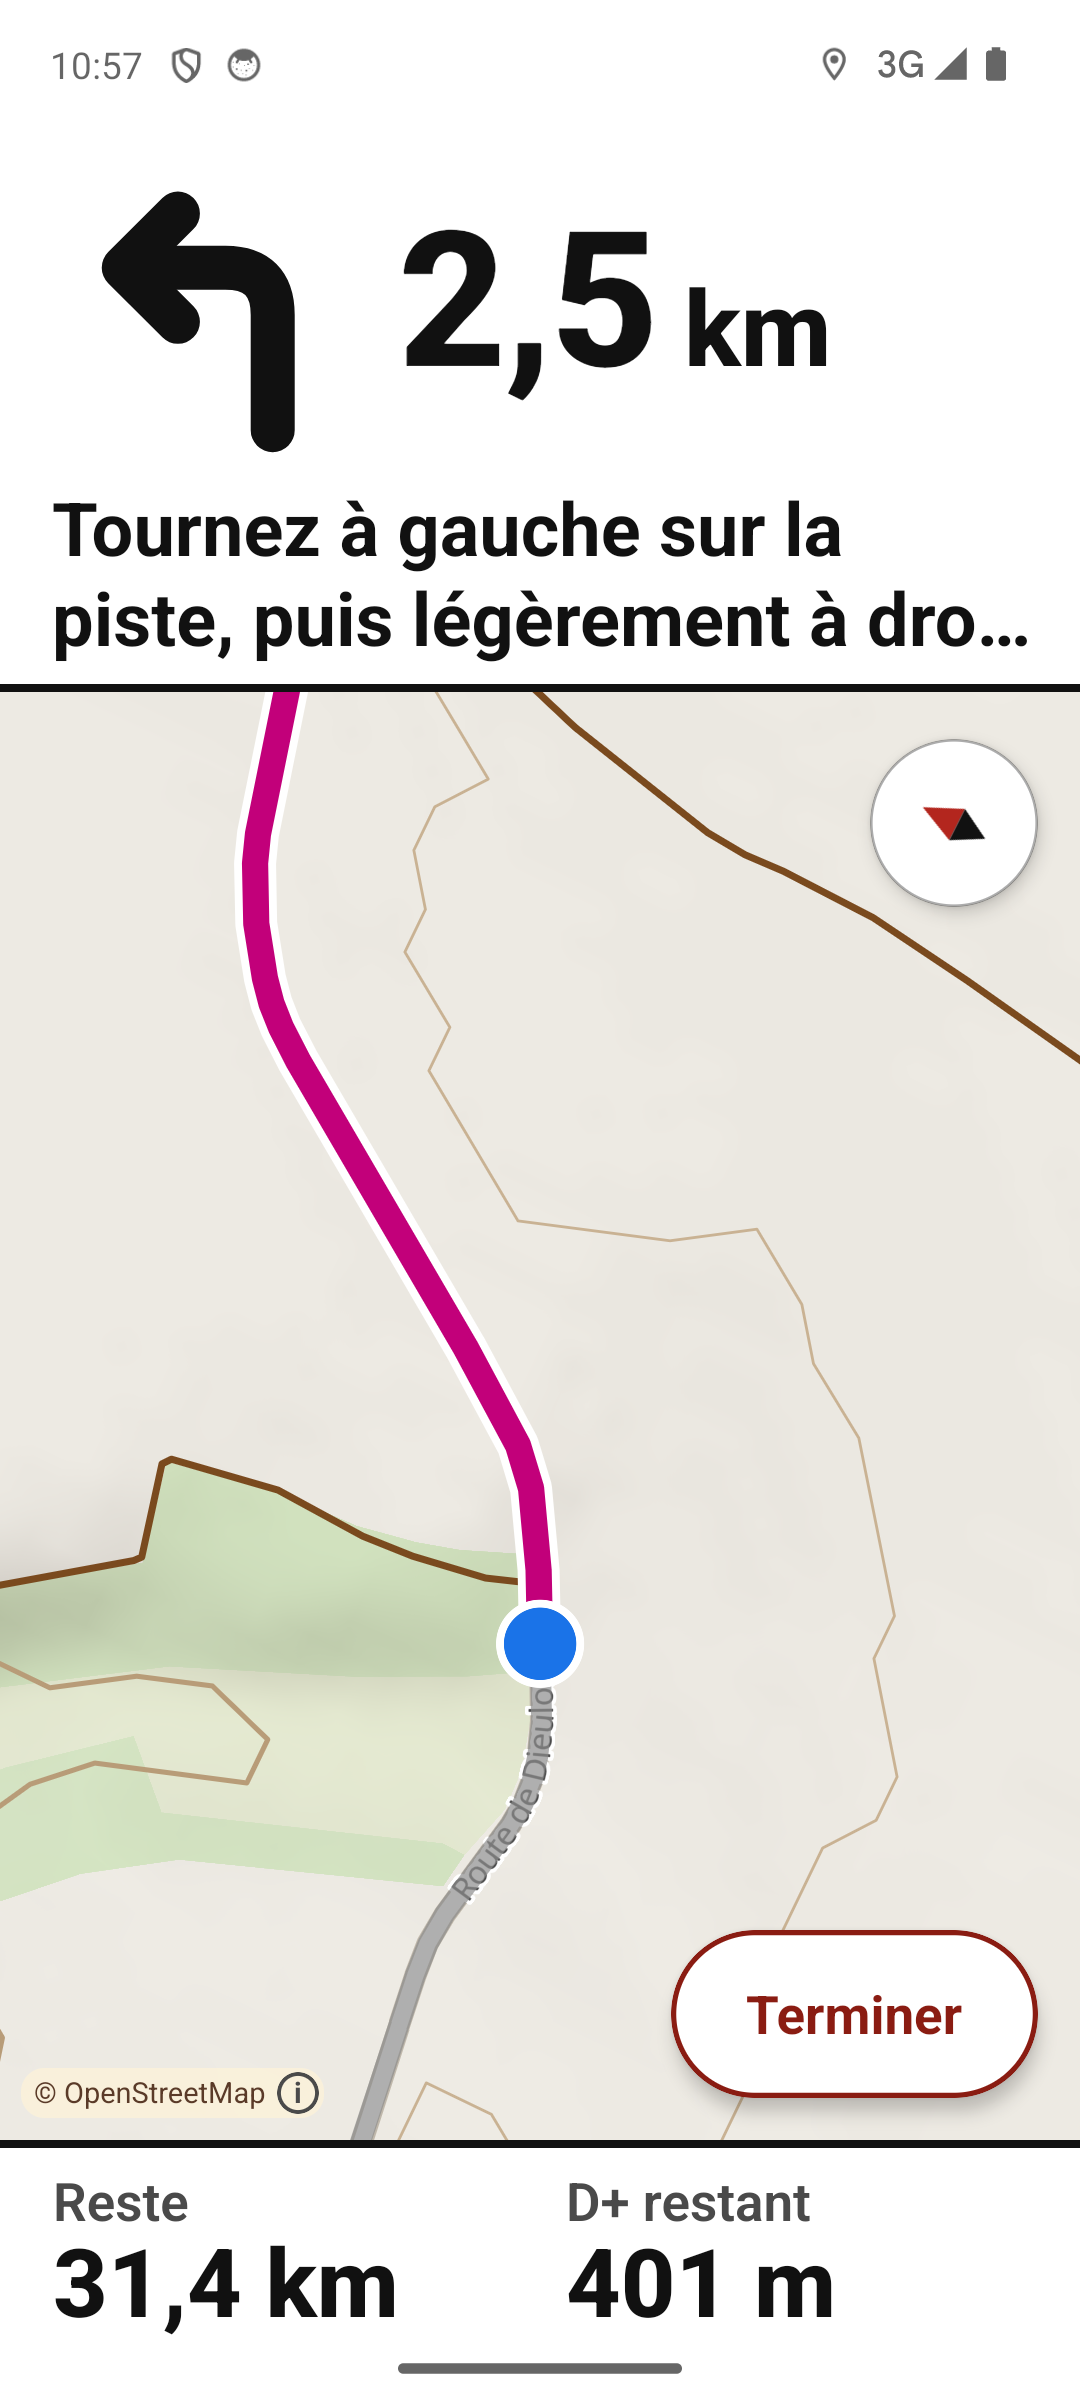 10:57
3G
2,5 km
Tournez à gauche sur la
piste, puis légèrement à dro…
Route de Dieulo
Terminer
© OpenStreetMap i
Reste
D+ restant
31,4 km
401 m